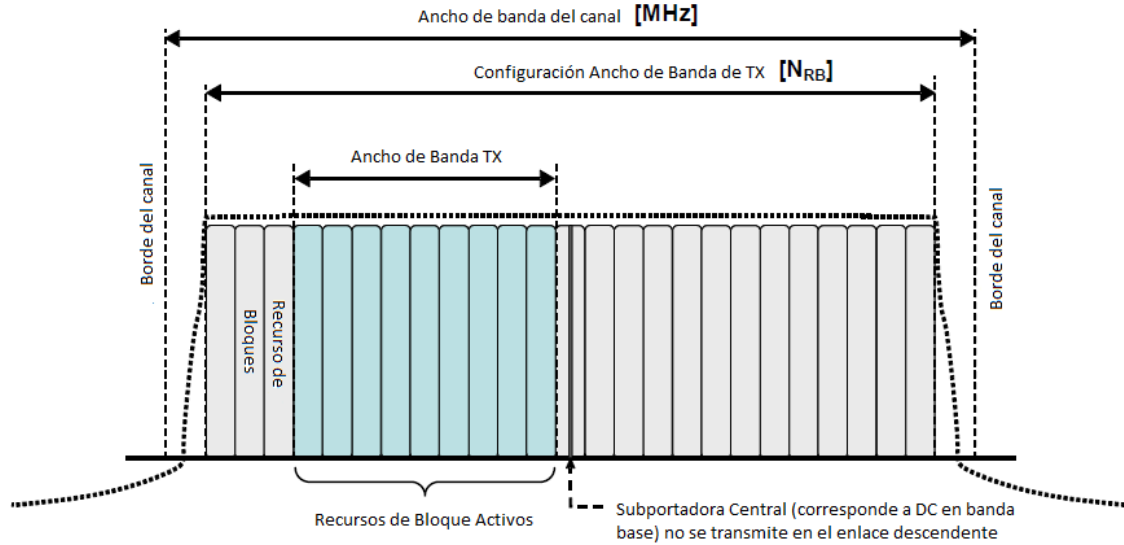 Ancho de banda del canal [MHz]
Configuración Ancho de Banda de TX [N_RB]
Ancho de Banda TX
Borde del canal
Borde del canal
Recurso de
Bloques
Recursos de Bloque Activos
Subportadora Central (corresponde a DC en banda
base) no se transmite en el enlace descendente